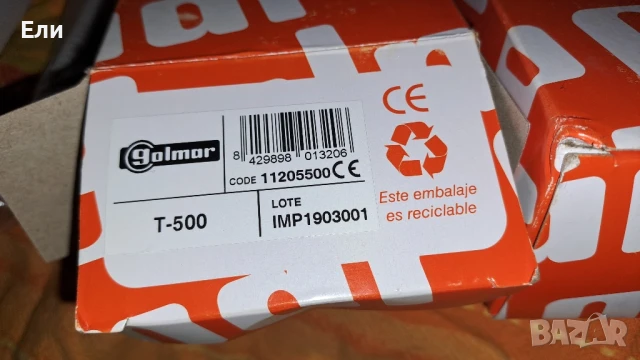 Ели
golmar
8 429898 013206
CODE 11205500 CE
T-500
LOTE
IMP1903001
CE
Este embalaje
es reciclable
BAZAR